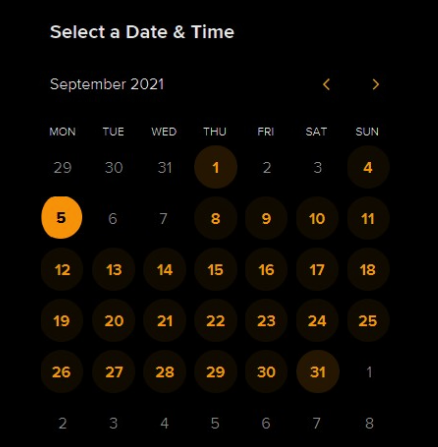 Select a Date & Time
September 2021
MON TUE WED THU FRI SAT SUN
29 30 31 1 2 3 4
5 6 7 8 9 10 11
12 13 14 15 16 17 18
19 20 21 22 23 24 25
26 27 28 29 30 31 1
2 3 4 5 6 7 8